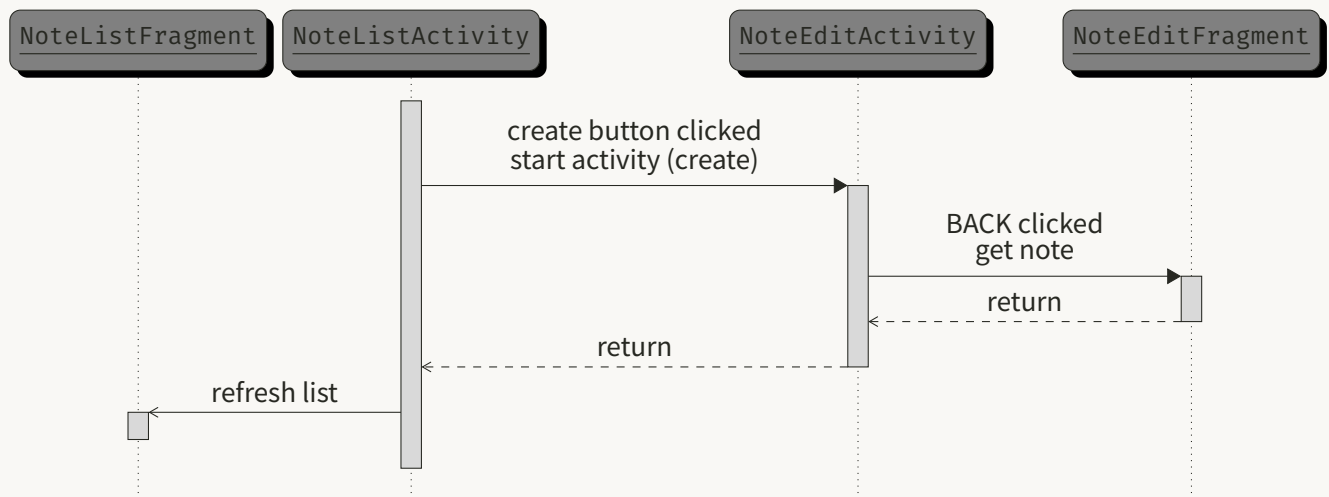 NoteListFragment
NoteListActivity
NoteEditActivity
NoteEditFragment
create button clicked
start activity (create)
BACK clicked
get note
return
return
refresh list